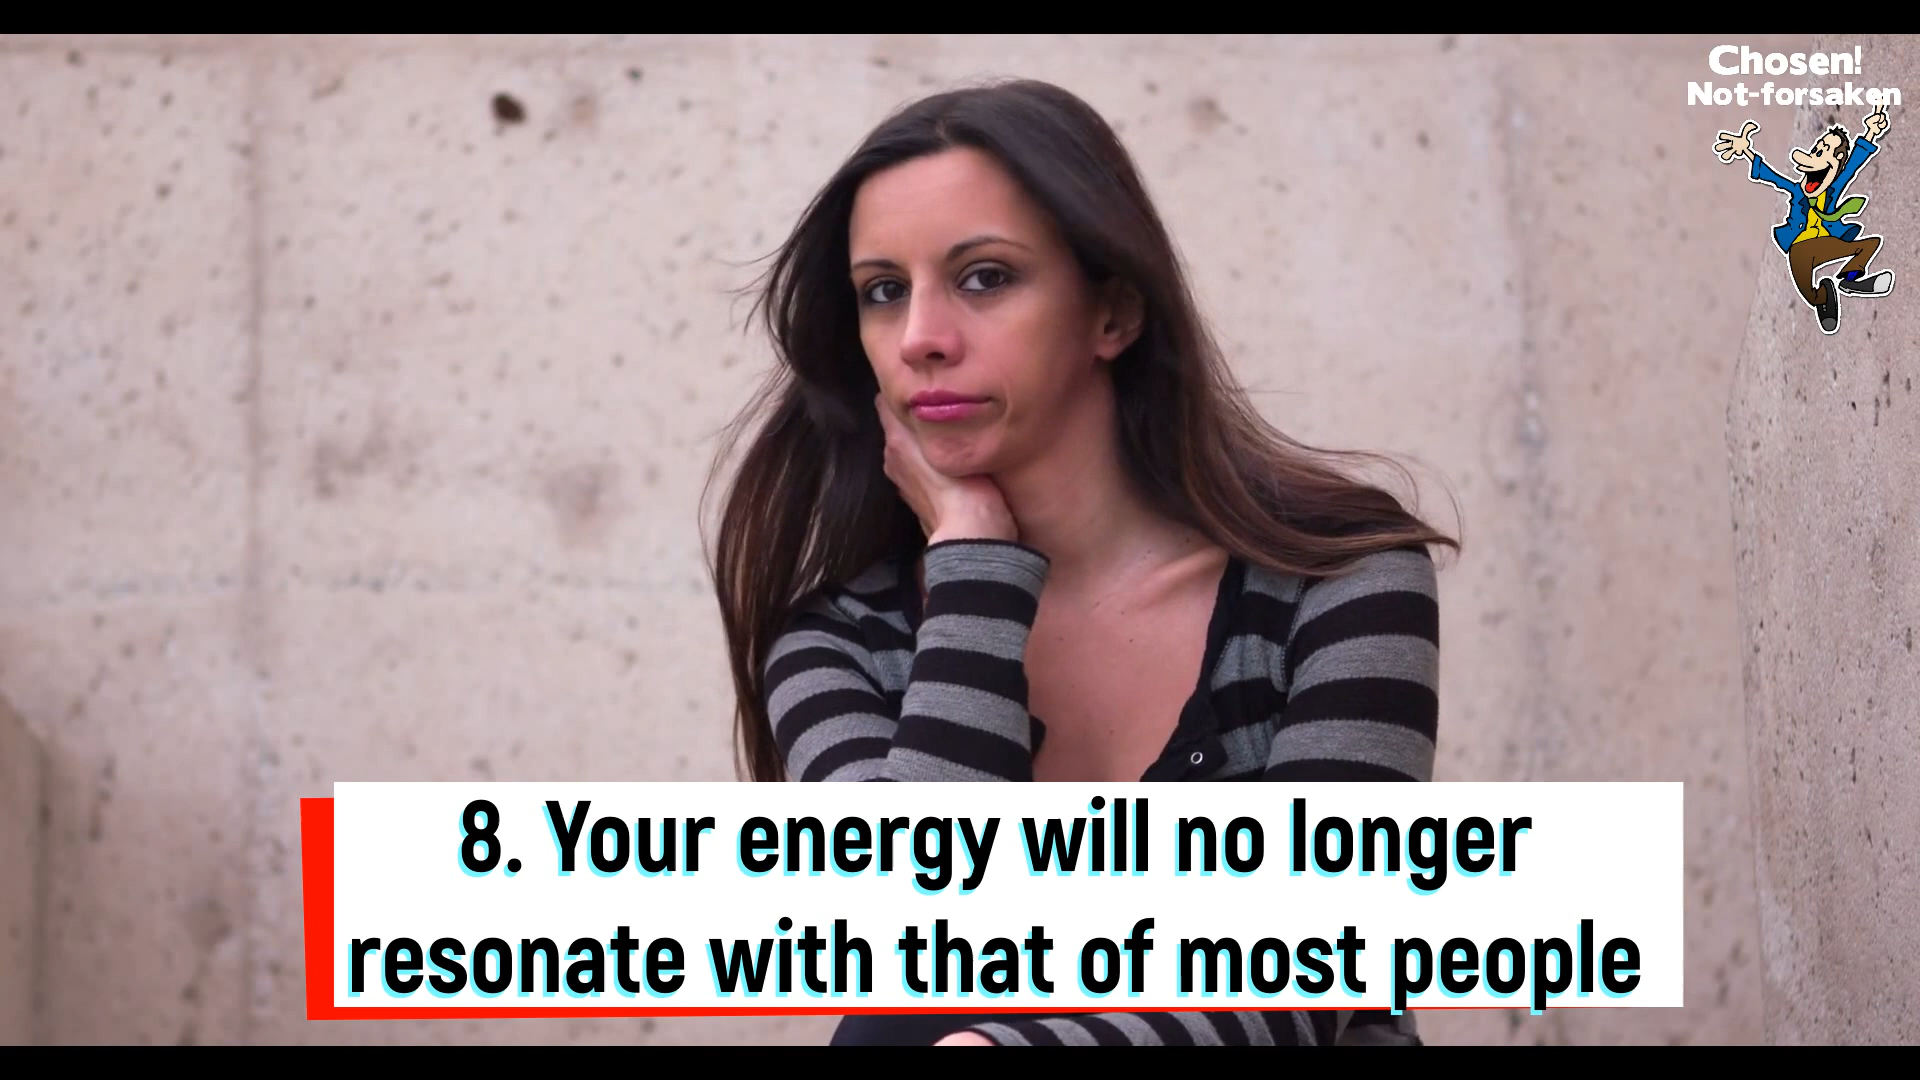 Chosen!
Not-forsaken
8. Your energy will no longer
resonate with that of most people